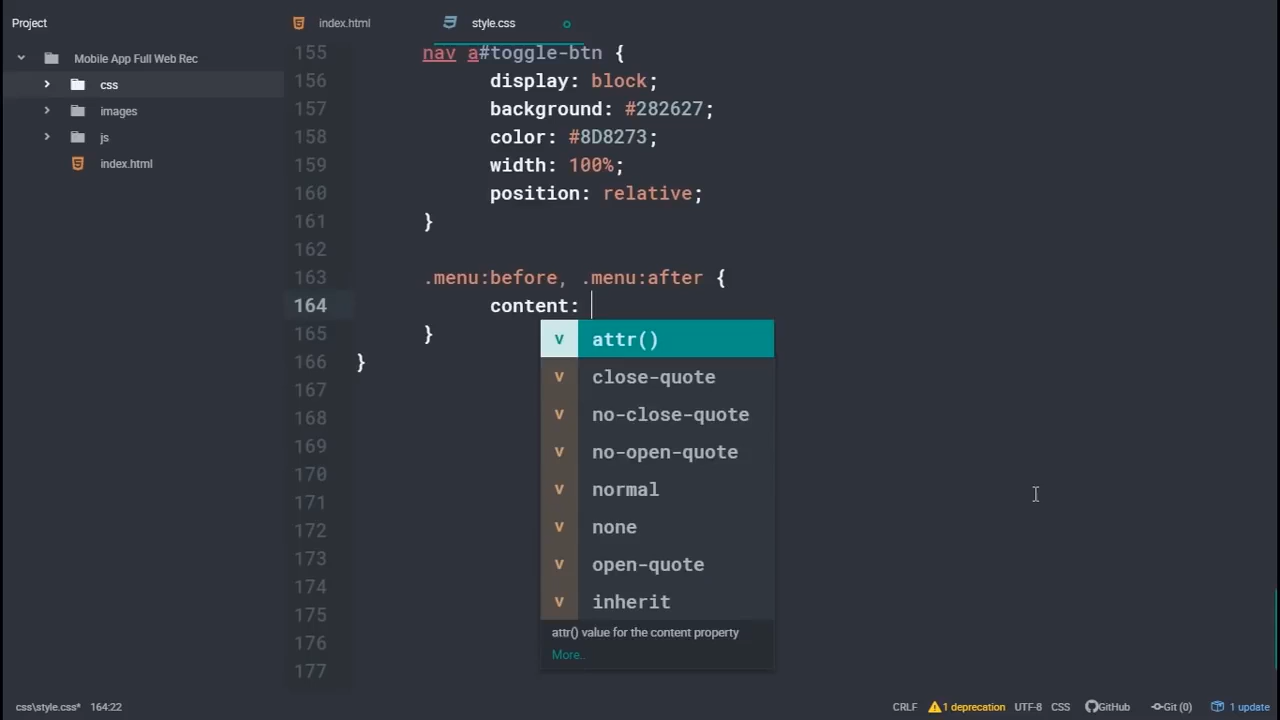 Project
index.html
style.css
Mobile App Full Web Rec
css
images
js
index.html
155 nav a#toggle-btn {
156 display: block;
157 background: #282627;
158 color: #8D8273;
159 width: 100%;
160 position: relative;
161 }
162
163 .menu:before, .menu:after {
164 content:
165 }
166 }
167
168
169
170
171
172
173
174
175
176
177
v attr()
v close-quote
v no-close-quote
v no-open-quote
v normal
v none
v open-quote
v inherit
attr() value for the content property
More..
css\style.css* 164:22 CRLF 1 deprecation UTF-8 CSS GitHub Git (0) 1 update